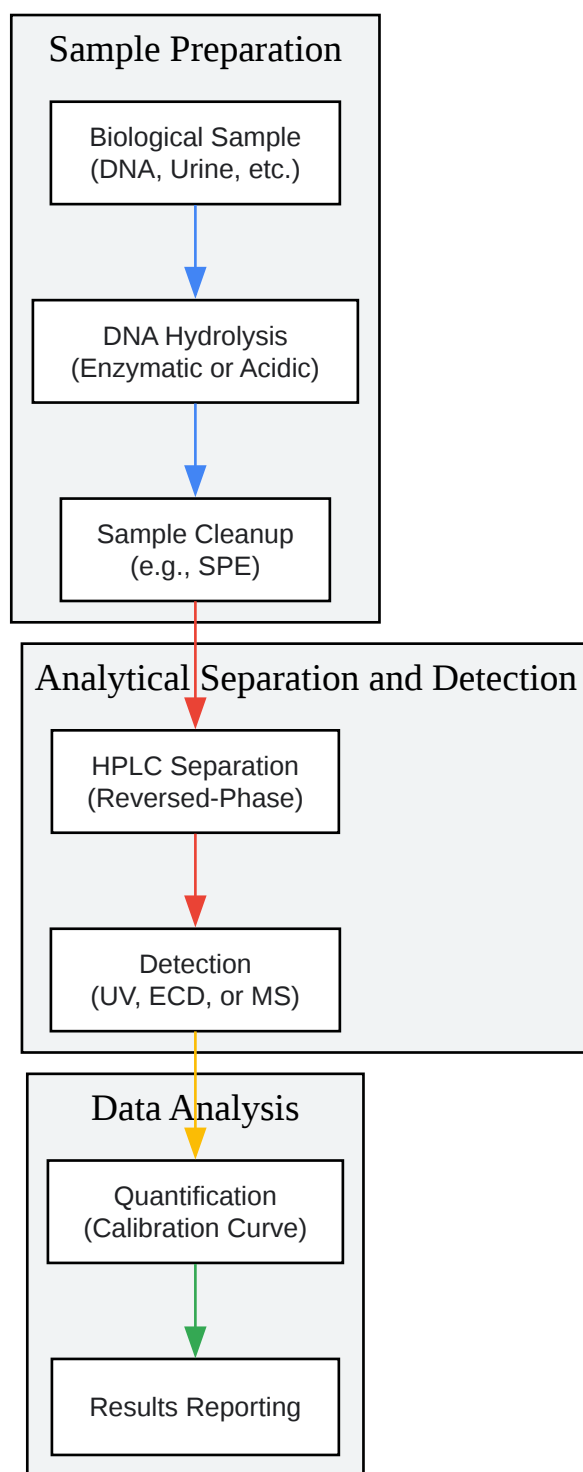 Sample Preparation
Biological Sample
(DNA, Urine, etc.)
DNA Hydrolysis
(Enzymatic or Acidic)
Sample Cleanup
(e.g., SPE)
Analytical Separation and Detection
HPLC Separation
(Reversed-Phase)
Detection
(UV, ECD, or MS)
Data Analysis
Quantification
(Calibration Curve)
Results Reporting